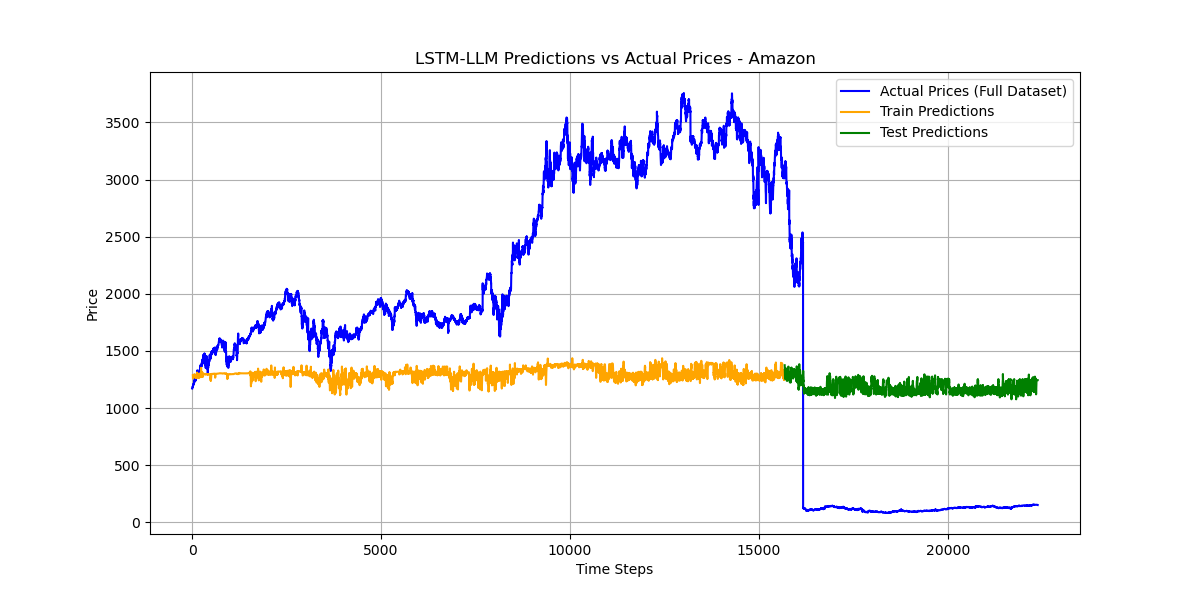 LSTM-LLM Predictions vs Actual Prices - Amazon
Actual Prices (Full Dataset)
Train Predictions
Test Predictions
Price
3500
3000
2500
2000
1500
1000
500
0
0 5000 10000 15000 20000
Time Steps